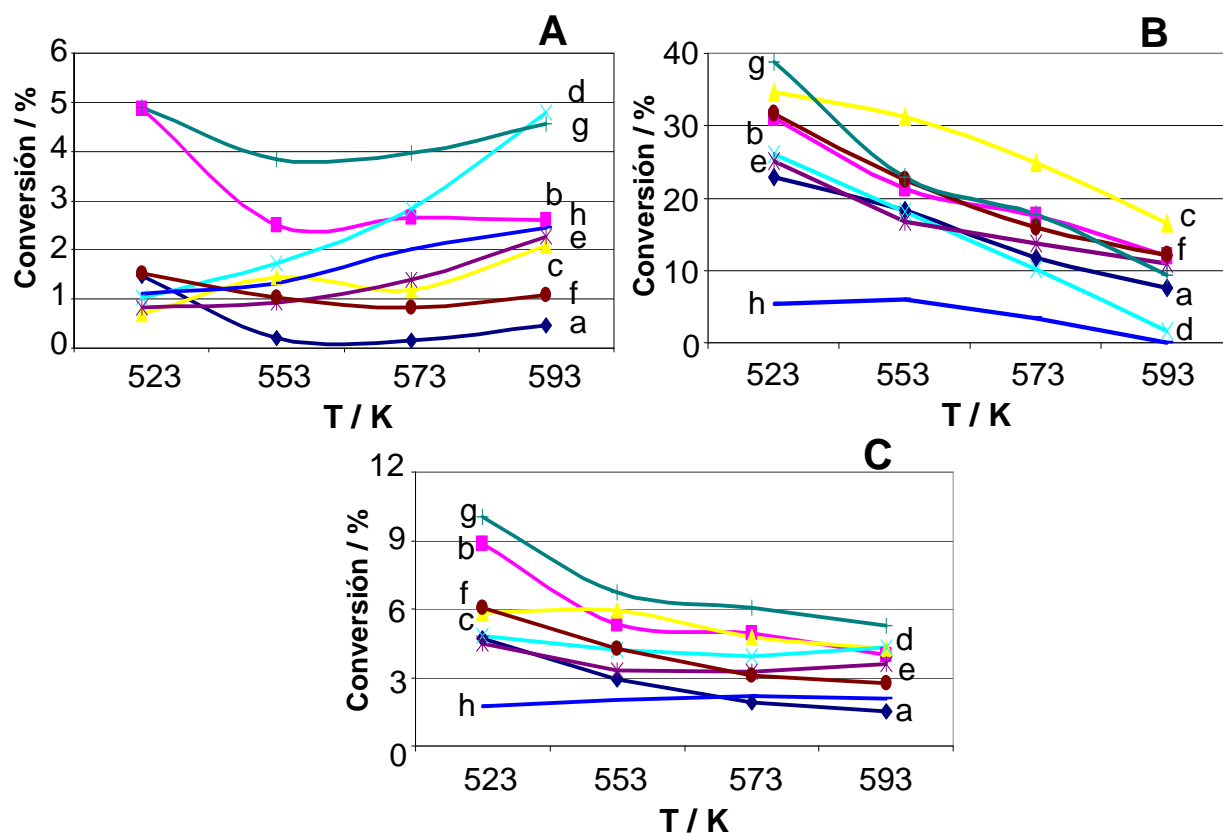 A
Conversión / %
6
5
4
3
2
1
0
d
g
b
h
e
c
f
a
523 553 573 593
T / K
B
Conversión / %
40
30
20
10
0
g
b
e
h
c
f
a
d
523 553 573 593
T / K
C
Conversión / %
12
9
6
3
0
g
b
f
c
h
d
e
a
523 553 573 593
T / K